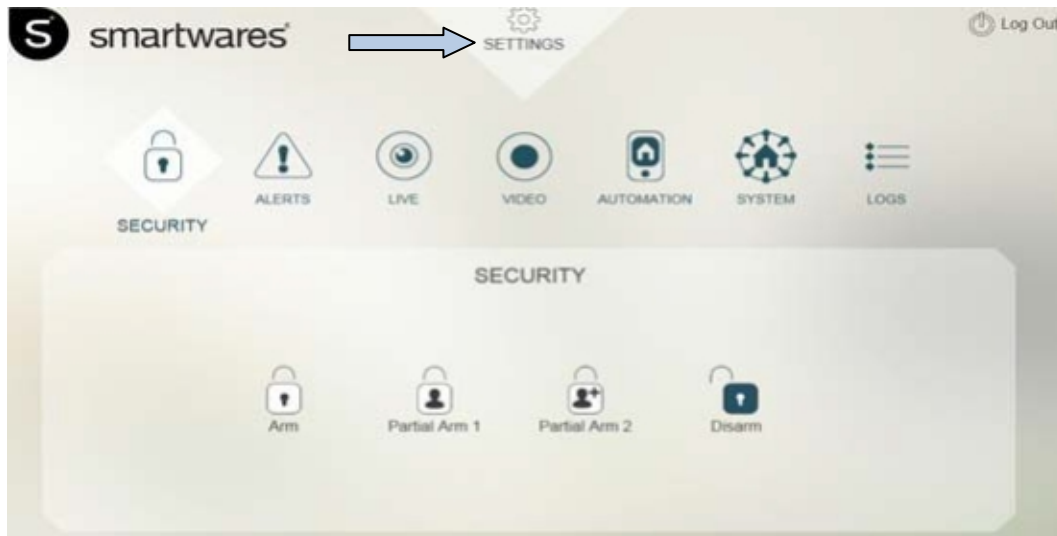 S smartwares®
SETTINGS
Log Out
ALERTS
LIVE
VIDEO
AUTOMATION
SYSTEM
LOGS
SECURITY
SECURITY
Arm
Partial Arm 1
Partial Arm 2
Disarm